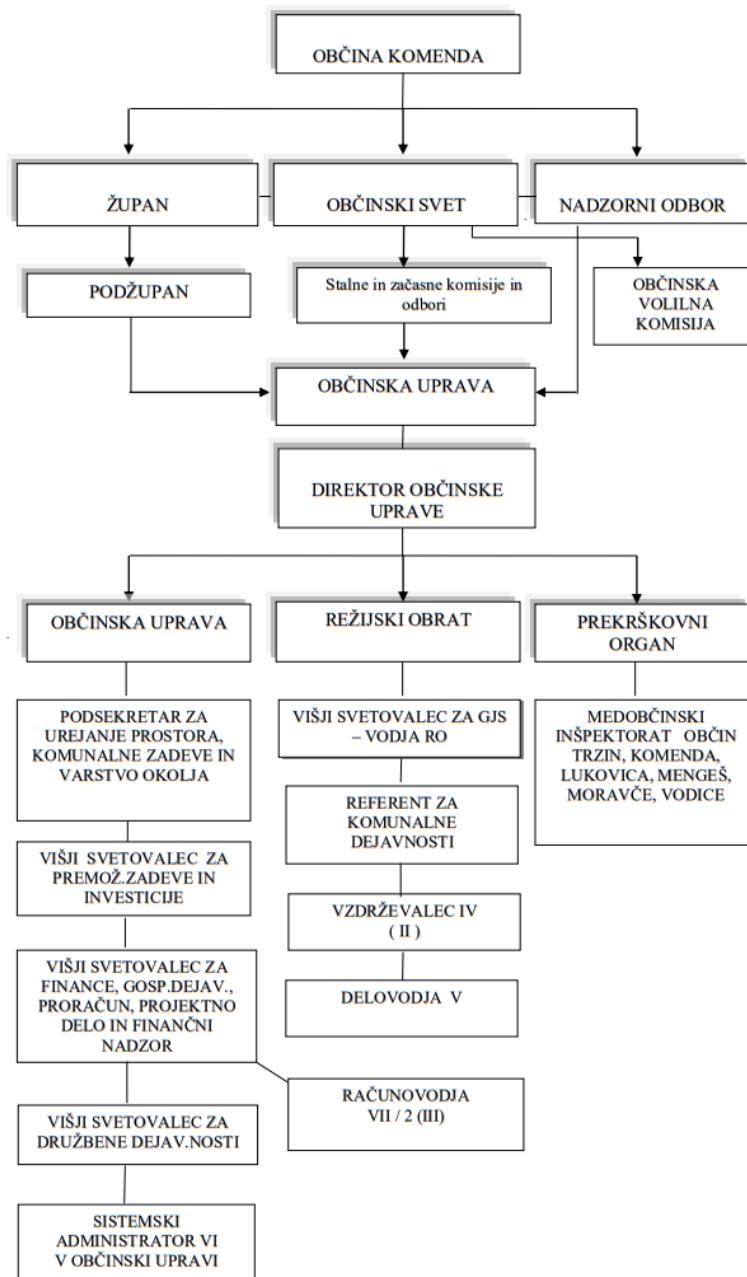 OBČINA KOMENDA
ŽUPAN
OBČINSKI SVET
NADZORNI ODBOR
PODŽUPAN
Stalne in začasne komisije in
odbori
OBČINSKA
VOLILNA
KOMISIJA
OBČINSKA UPRAVA
DIREKTOR OBČINSKE
UPRAVE
OBČINSKA UPRAVA
REŽIJSKI OBRAT
PREKRŠKOVNI
ORGAN
PODSEKRETAR ZA
UREJANJE PROSTORA,
KOMUNALNE ZADEVE IN
VARSTVO OKOLJA
VIŠJI SVETOVALEC ZA GJS
– VODJA RO
MEDOBČINSKI
INŠPEKTORAT OBČIN
TRZIN, KOMENDA,
LUKOVICA, MENGEŠ,
MORAVČE, VODICE
REFERENT ZA
KOMUNALNE
DEJAVNOSTI
VIŠJI SVETOVALEC ZA
PREMOŽ.ZADEVE IN
INVESTICIJE
VZDRŽEVALEC IV
( II )
VIŠJI SVETOVALEC ZA
FINANCE, GOSP.DEJAV.,
PRORAČUN, PROJEKTNO
DELO IN FINANČNI
NADZOR
DELOVODJA V
RAČUNOVODJA
VII / 2 (III)
VIŠJI SVETOVALEC ZA
DRUŽBENE DEJAV.NOSTI
SISTEMSKI
ADMINISTRATOR VI
V OBČINSKI UPRAVI